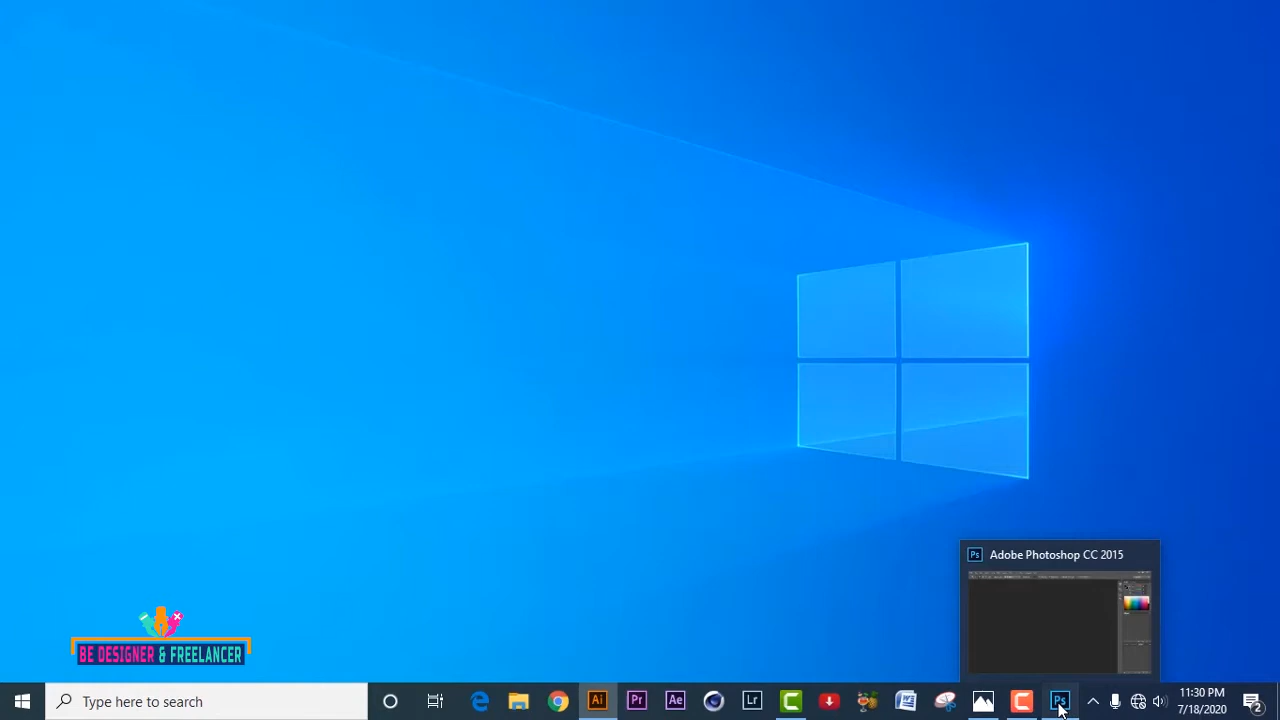 Ps Adobe Photoshop CC 2015
BE DESIGNER & FREELANCER
Type here to search
Ai
Pr
Ae
Lr
Ps
11:30 PM
7/18/2020
2